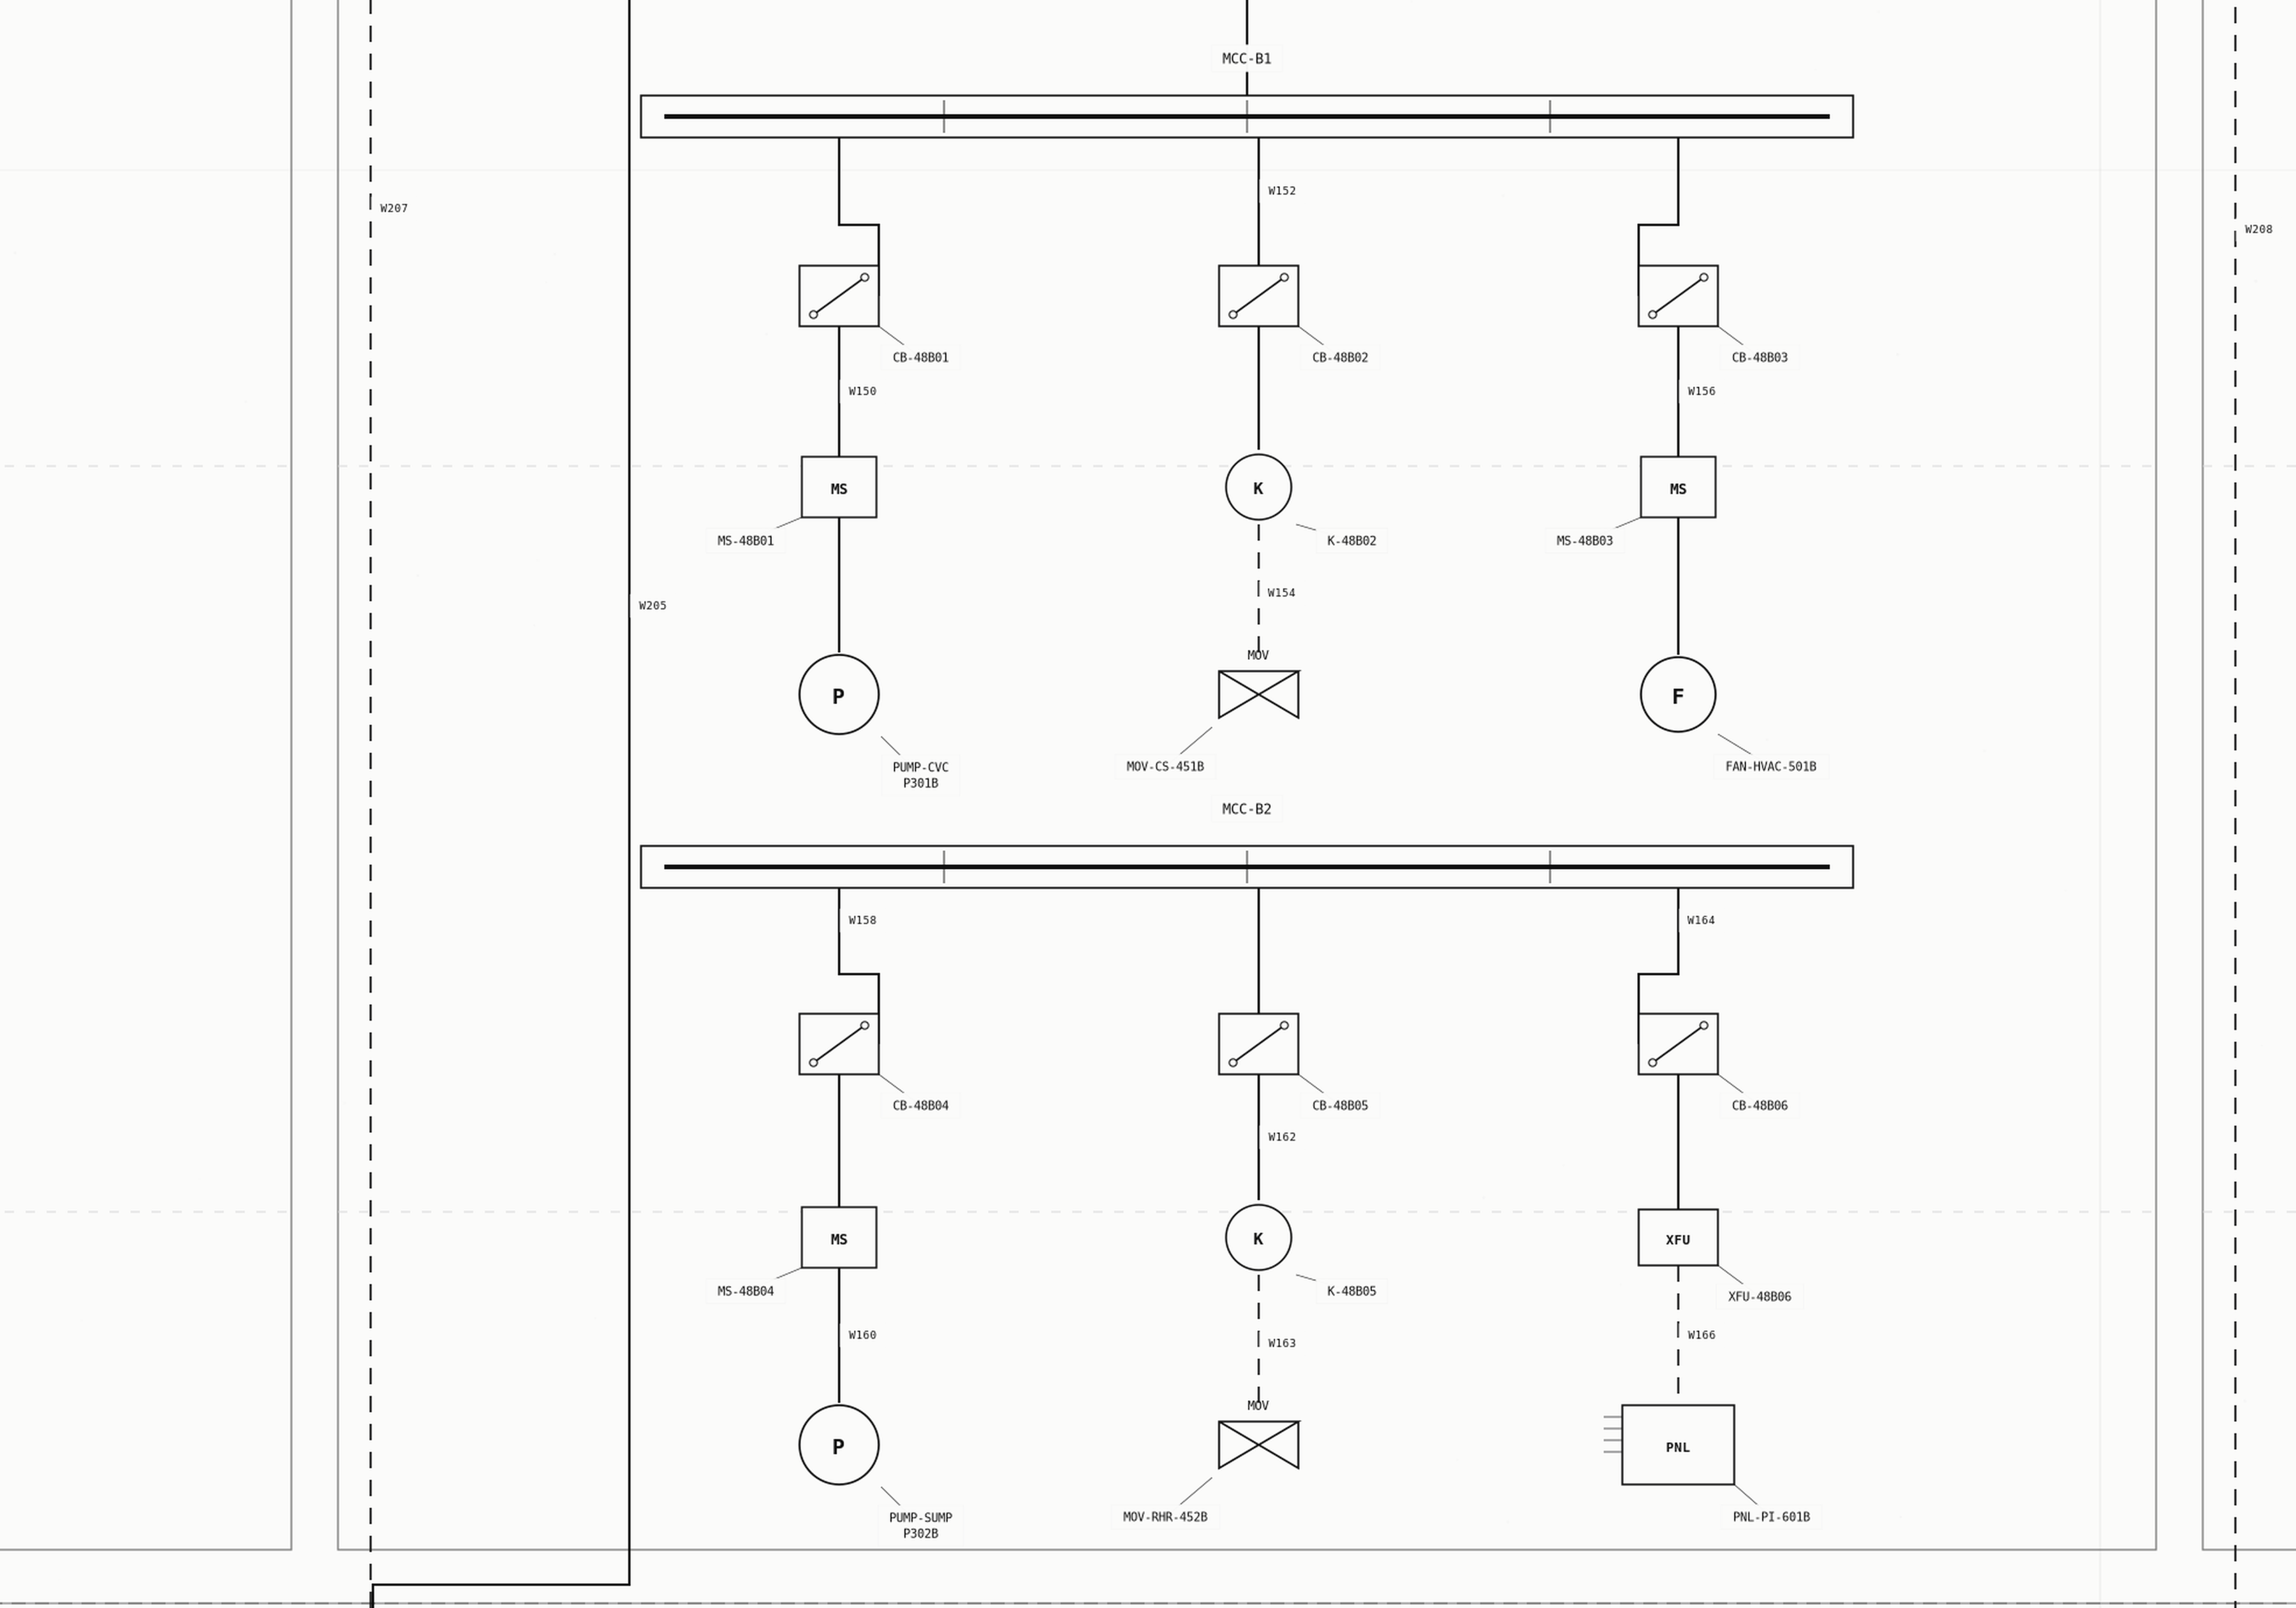 MCC-B1
W152
W207
W208
CB-48B01
CB-48B02
CB-48B03
W150
W156
MS
K
MS
MS-48B01
K-48B02
MS-48B03
W154
W205
MOV
P
F
PUMP-CVC
P301B
MOV-CS-451B
FAN-HVAC-501B
MCC-B2
W158
W164
CB-48B04
CB-48B05
CB-48B06
W162
MS
K
XFU
MS-48B04
K-48B05
XFU-48B06
W160
W163
W166
MOV
P
PNL
PUMP-SUMP
P302B
MOV-RHR-452B
PNL-PI-601B